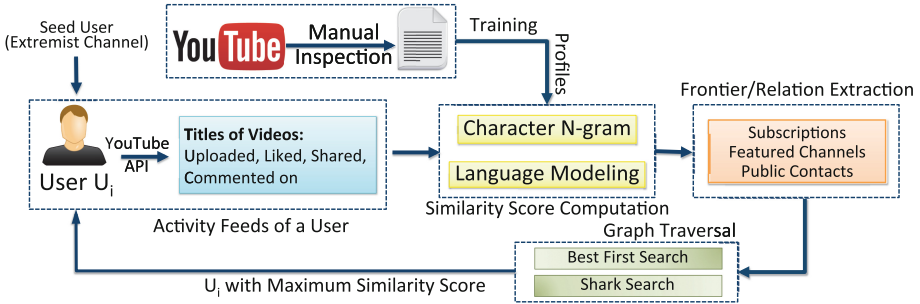 Seed User
(Extremist Channel)
YouTube
Manual
Inspection
Training
Profiles
Frontier/Relation Extraction
User Ui
YouTube
API
Titles of Videos:
Uploaded, Liked, Shared,
Commented on
Activity Feeds of a User
Character N-gram
Language Modeling
Similarity Score Computation
Subscriptions
Featured Channels
Public Contacts
Graph Traversal
Best First Search
Shark Search
Ui with Maximum Similarity Score